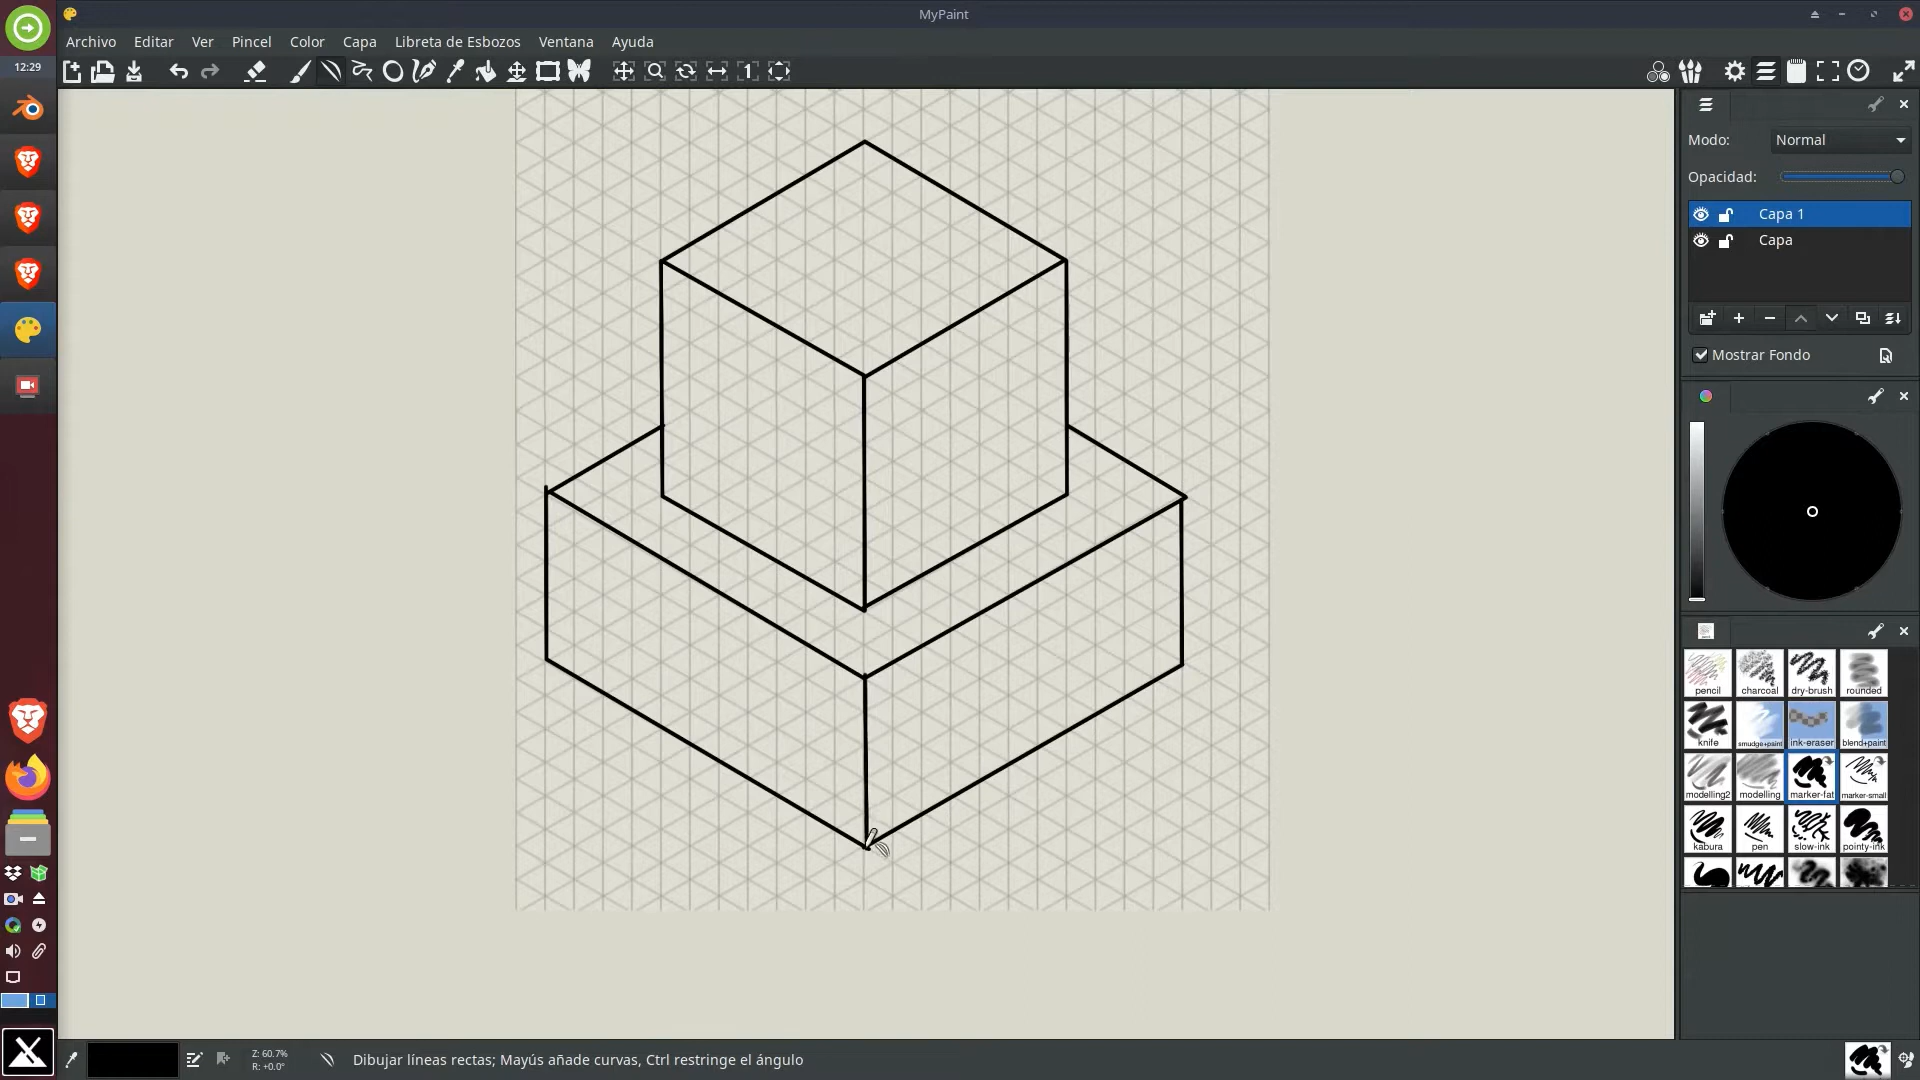 MyPaint
12:29
Archivo Editar Ver Pincel Color Capa Libreta de Esbozos Ventana Ayuda
Modo: Normal
Opacidad:
Capa 1
Capa
Mostrar Fondo
pencil charcoal dry-brush rounded
knife smudge+paint ink-eraser blend+paint
modelling2 modelling marker-fat marker-small
kabura pen slow-ink pointy-ink
Z: 60.7%
R: +0.0°
Dibujar líneas rectas; Mayús añade curvas, Ctrl restringe el ángulo